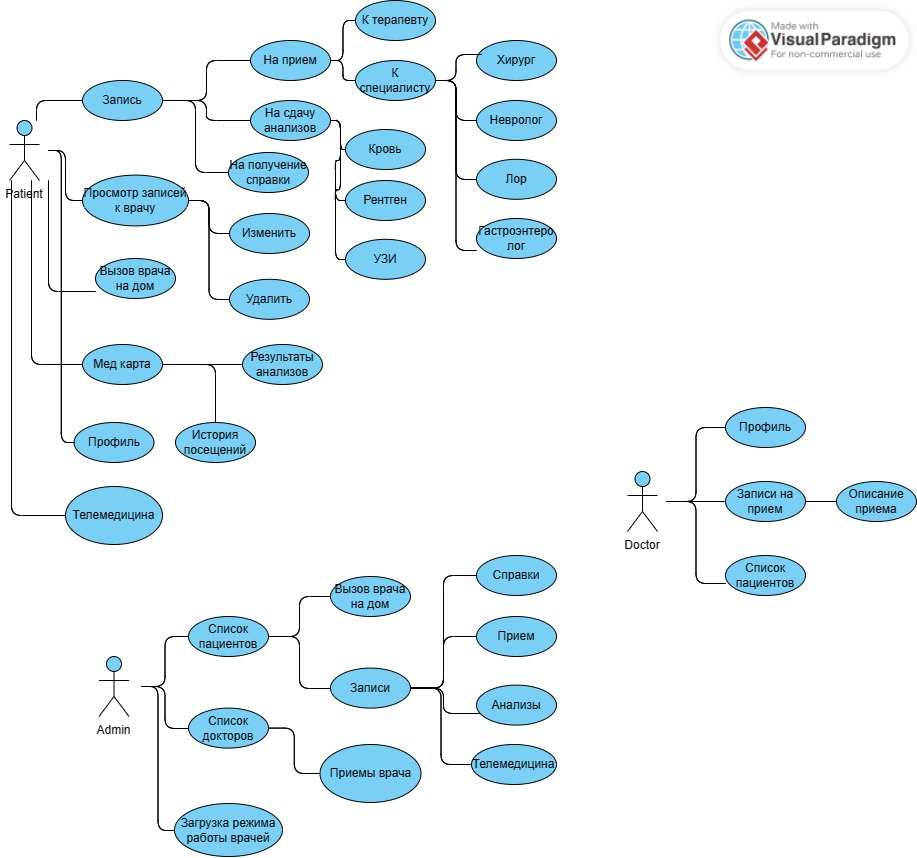 Made with
Visual Paradigm
For non-commercial use
К терапевту
На прием
К
специалисту
Хирург
Запись
На сдачу
анализов
Невролог
Кровь
На получение
справки
Лор
Patient
Просмотр записей
к врачу
Рентген
Изменить
Гастроэнтеро
лог
УЗИ
Вызов врача
на дом
Удалить
Мед карта
Результаты
анализов
Профиль
История
посещений
Телемедицина
Профиль
Записи на
прием
Описание
приема
Doctor
Список
пациентов
Справки
Вызов врача
на дом
Список
пациентов
Прием
Записи
Анализы
Admin
Список
докторов
Телемедицина
Приемы врача
Загрузка режима
работы врачей